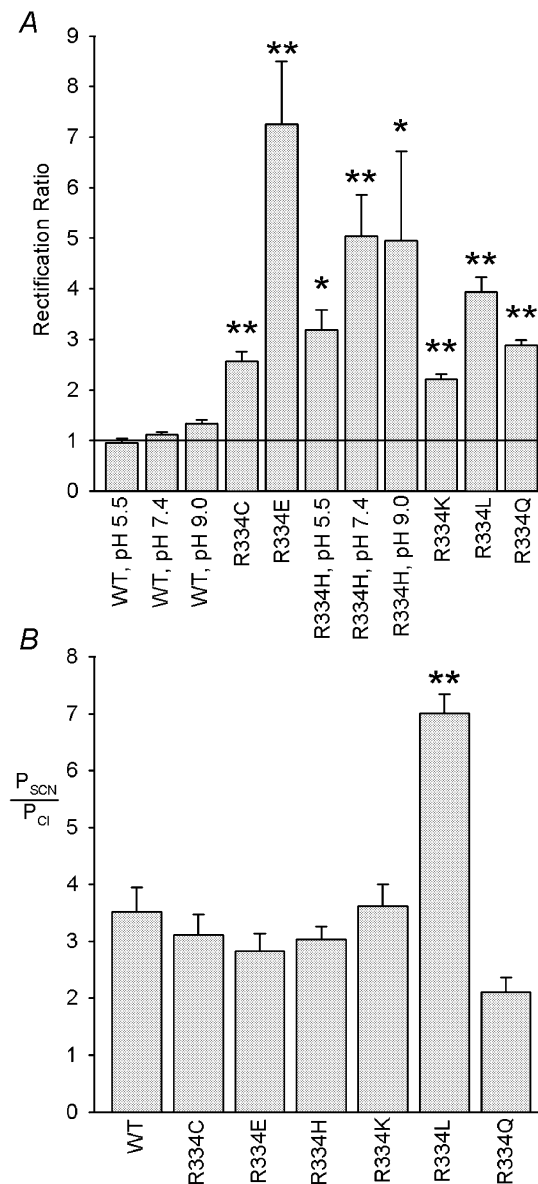 A
9
8
7
6
5
4
3
2
1
0
Rectification Ratio
**
**
*
**
*
**
**
**
WT, pH 5.5
WT, pH 7.4
WT, pH 9.0
R334C
R334E
R334H, pH 5.5
R334H, pH 7.4
R334H, pH 9.0
R334K
R334L
R334Q
B
8
7
6
5
4
3
2
1
0
PSCN
PCl
**
WT
R334C
R334E
R334H
R334K
R334L
R334Q